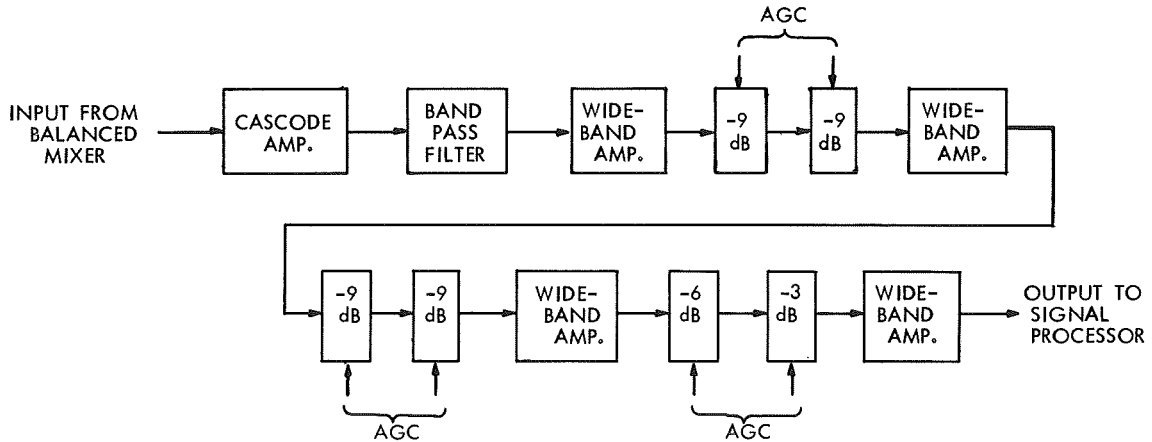 AGC
INPUT FROM
BALANCED
MIXER
CASCODE
AMP.
BAND
PASS
FILTER
WIDE-
BAND
AMP.
-9
dB
-9
dB
WIDE-
BAND
AMP.
-9
dB
-9
dB
WIDE-
BAND
AMP.
-6
dB
-3
dB
WIDE-
BAND
AMP.
OUTPUT TO
SIGNAL
PROCESSOR
AGC
AGC